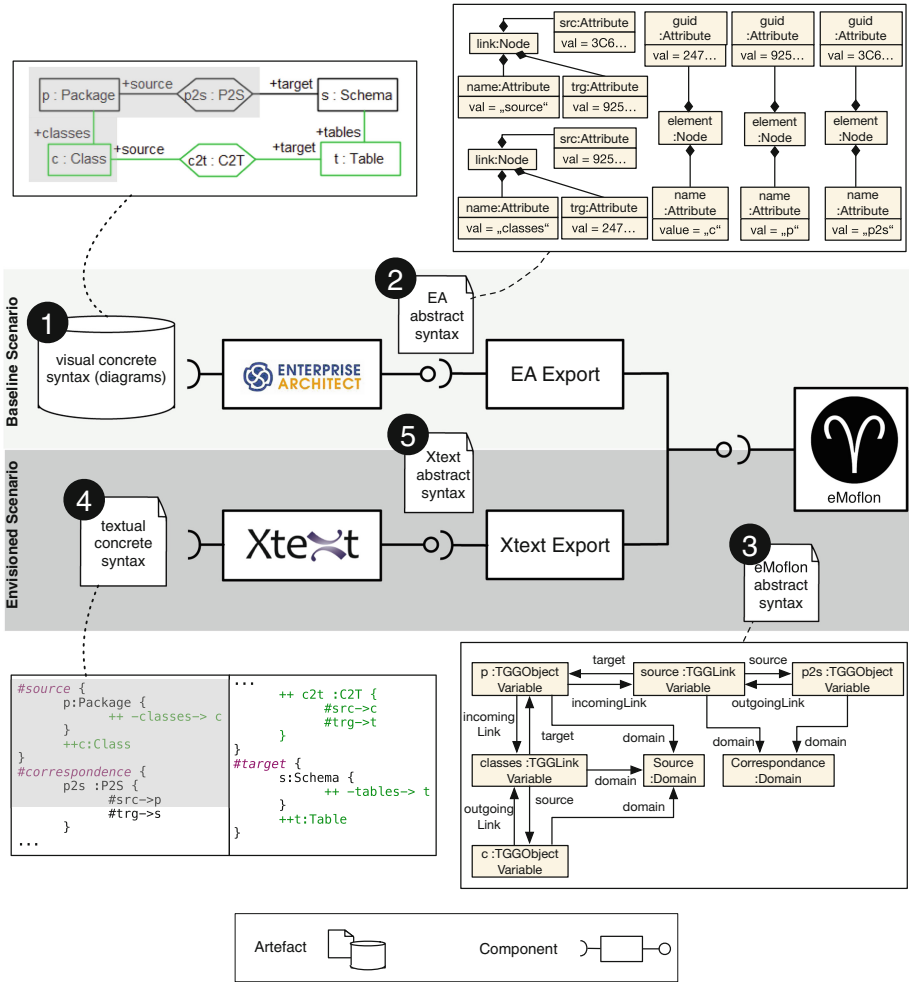 +source
+target
p : Package
p2s : P2S
s : Schema
+classes
+source
+target
+tables
c : Class
c2t : C2T
t : Table
src:Attribute
val = 3C6...
link:Node
name:Attribute
val = „source“
trg:Attribute
val = 925...
src:Attribute
val = 925...
link:Node
name:Attribute
val = „classes“
trg:Attribute
val = 247...
guid
:Attribute
val = 247...
element
:Node
name
:Attribute
value = „c“
guid
:Attribute
val = 925...
element
:Node
name
:Attribute
val = „p“
guid
:Attribute
val = 3C6...
element
:Node
name
:Attribute
val = „p2s“
Baseline Scenario
1
visual concrete
syntax (diagrams)
ENTERPRISE
ARCHITECT
2
EA
abstract
syntax
EA Export
eMoflon
Envisioned Scenario
4
textual
concrete
syntax
Xtext
5
Xtext
abstract
syntax
Xtext Export
3
eMoflon
abstract
syntax
#source {
p:Package {
++ -classes-> c
}
++c:Class
}
#correspondence {
p2s :P2S {
#src->p
#trg->s
}
...
...
++ c2t :C2T {
#src->c
#trg->t
}
}
#target {
s:Schema {
++ -tables-> t
}
++t:Table
}
p :TGGObject
Variable
target
incomingLink
source :TGGLink
Variable
source
outgoingLink
p2s :TGGObject
Variable
incoming
Link
target
domain
domain
domain
classes :TGGLink
Variable
domain
Source
:Domain
Correspondance
:Domain
outgoing
Link
source
domain
c :TGGObject
Variable
Artefact
Component